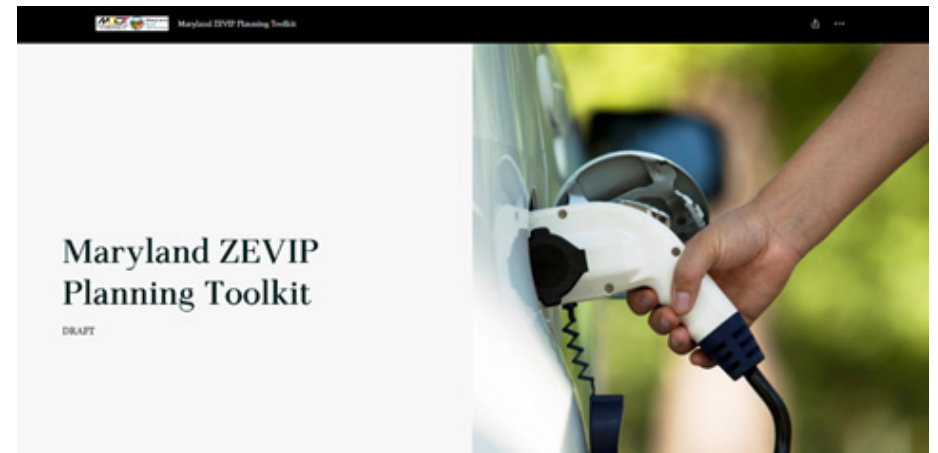 Maryland ZEVIP Planning Toolkit
Maryland ZEVIP
Planning Toolkit
DRAFT